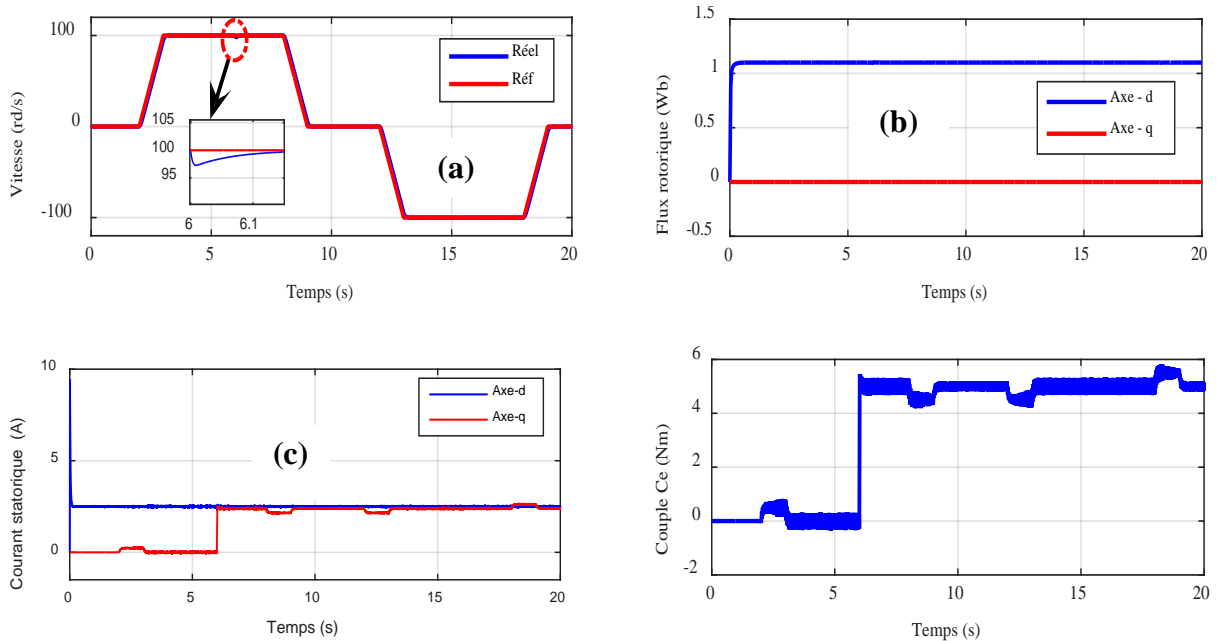 100
0
-100
Vitesse (rd/s)
Réel
Réf
105
100
95
6
6.1
(a)
0
5
10
15
20
Temps (s)
1.5
1
0.5
0
-0.5
Flux rotorique (Wb)
Axe - d
Axe - q
(b)
0
5
10
15
20
Temps (s)
10
5
0
Courant statorique (A)
Axe-d
Axe-q
(c)
0
5
10
15
20
Temps (s)
6
4
2
0
-2
Couple Ce (Nm)
0
5
10
15
20
Temps (s)